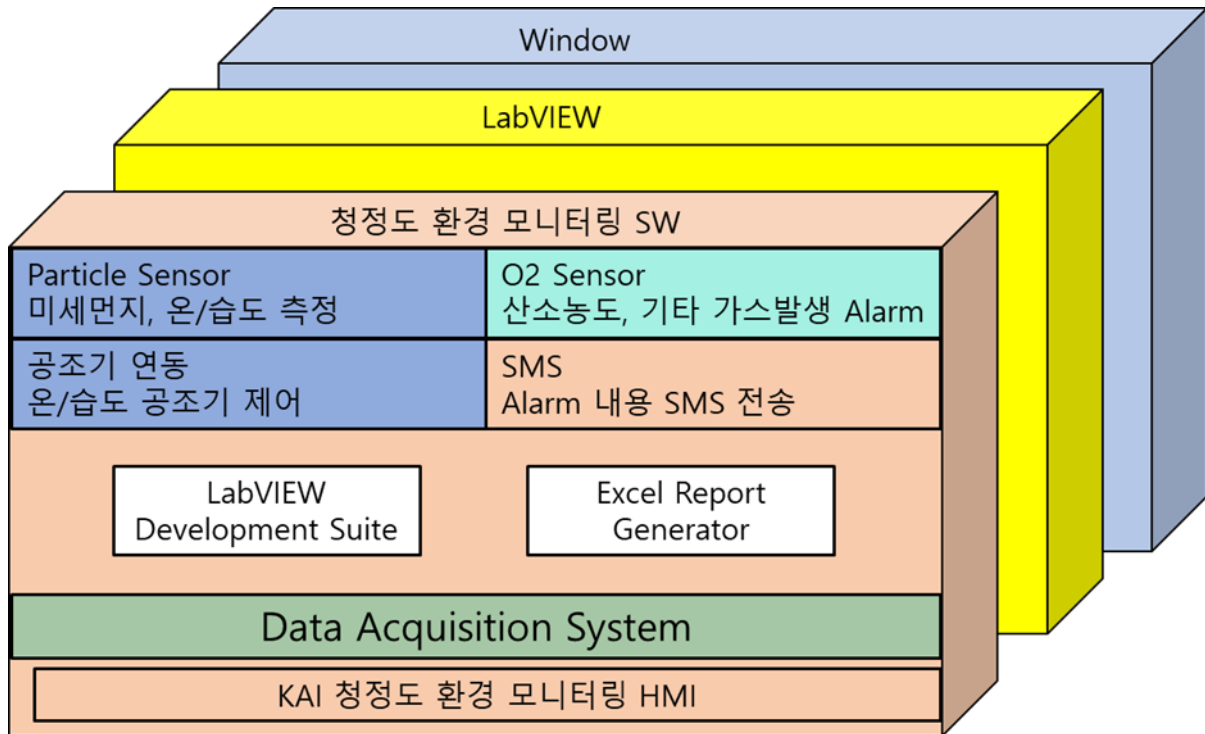 Window
LabVIEW
청정도 환경 모니터링 SW
Particle Sensor
미세먼지, 온/습도 측정
O2 Sensor
산소농도, 기타 가스발생 Alarm
공조기 연동
온/습도 공조기 제어
SMS
Alarm 내용 SMS 전송
LabVIEW
Development Suite
Excel Report
Generator
Data Acquisition System
KAI 청정도 환경 모니터링 HMI